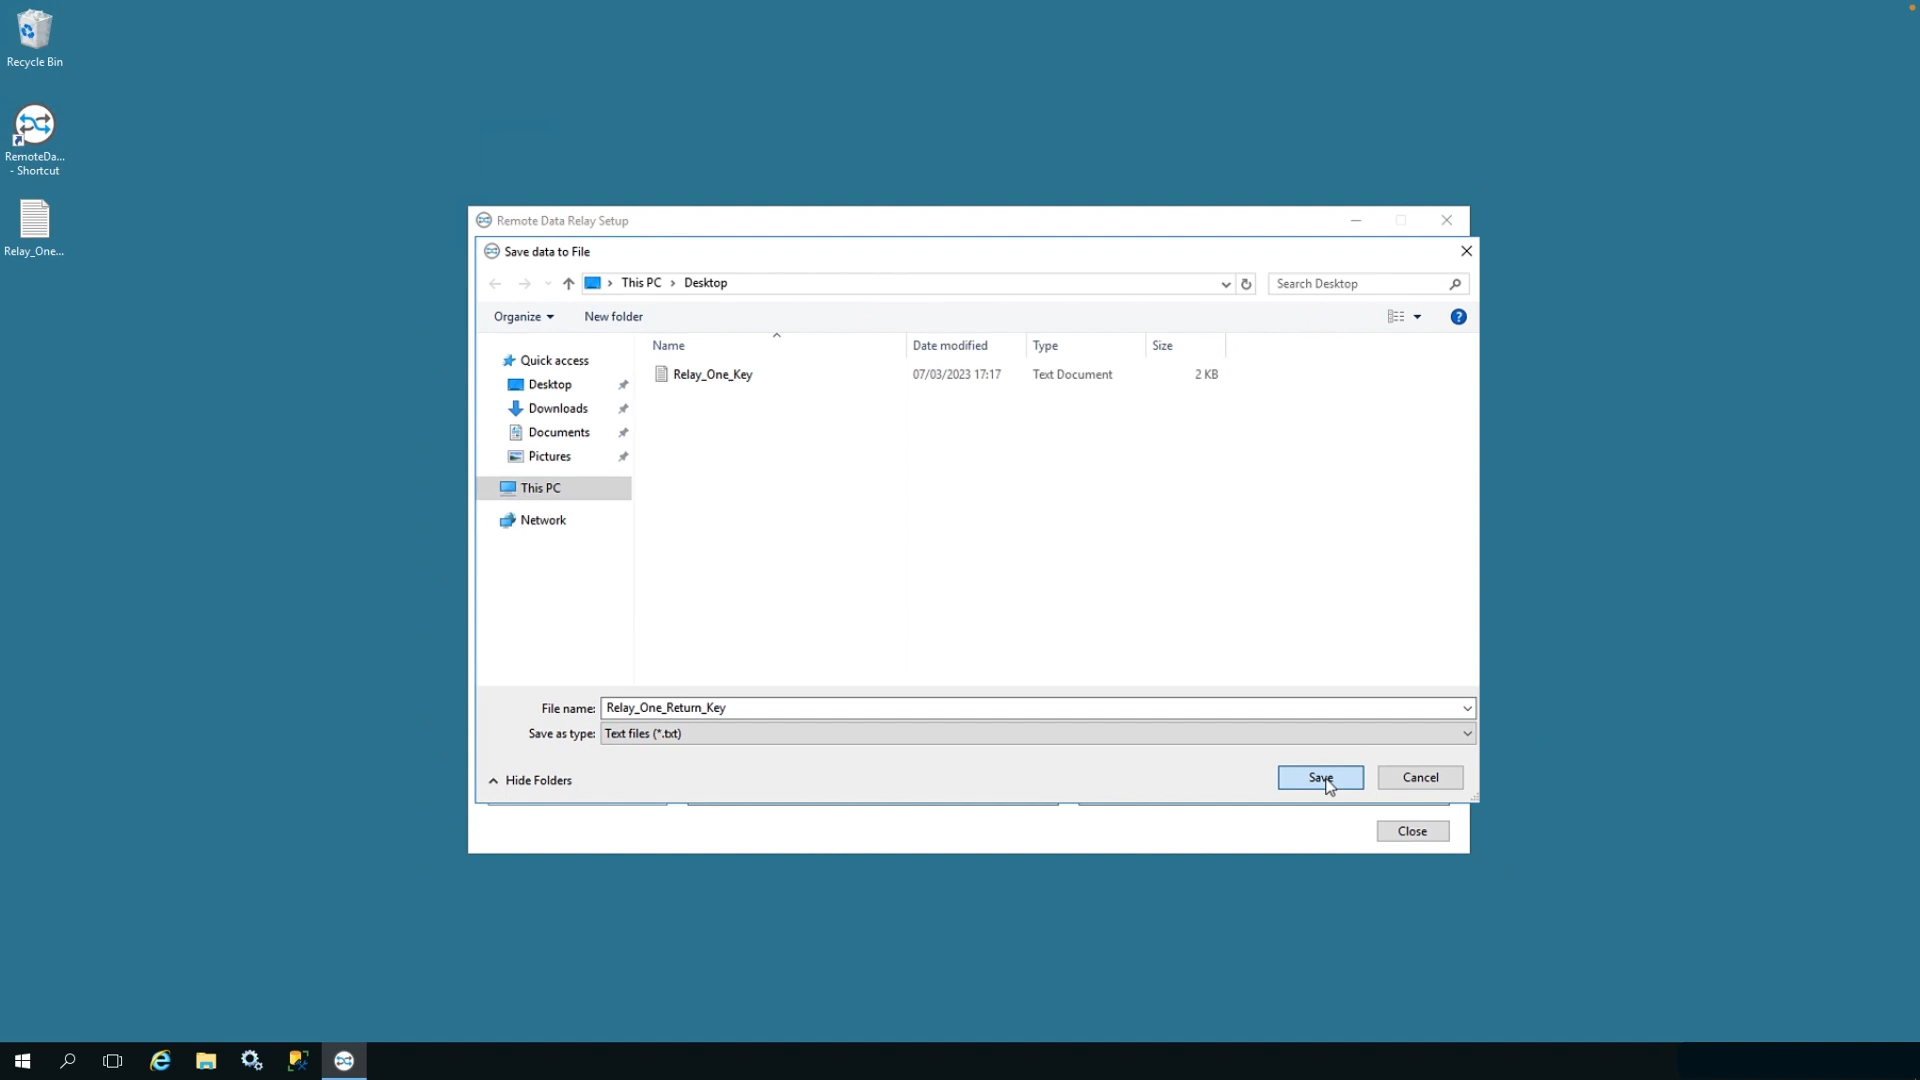 Recycle Bin
RemoteDa...
- Shortcut
Relay_One...
Remote Data Relay Setup
Save data to File
This PC > Desktop
Search Desktop
Organize
New folder
?
Name
Date modified
Type
Size
Relay_One_Key
07/03/2023 17:17
Text Document
2 KB
Quick access
Desktop
Downloads
Documents
Pictures
This PC
Network
File name: Relay_One_Return_Key
Save as type: Text files (*.txt)
Hide Folders
Save
Cancel
Close